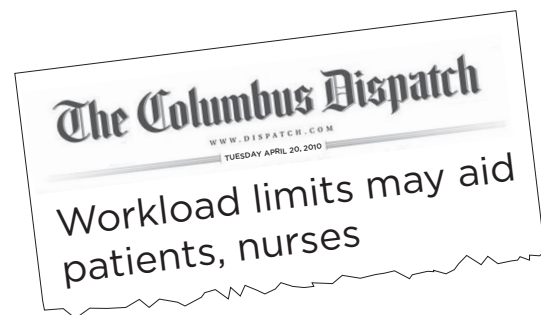 The Columbus Dispatch
WWW.DISPATCH.COM
TUESDAY APRIL 20, 2010
Workload limits may aid
patients, nurses